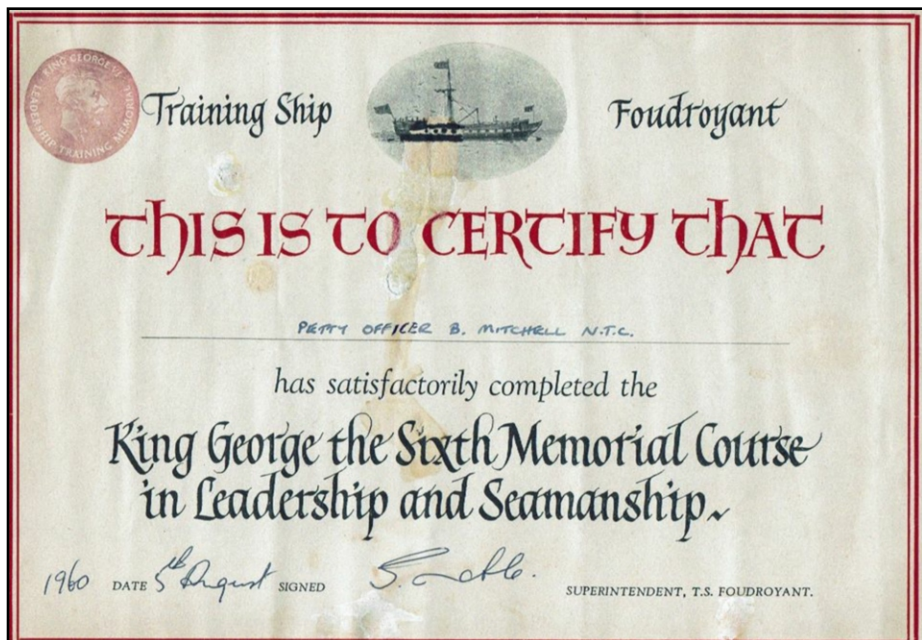 KING GEORGE VI
LEADERSHIP TRAINING MEMORIAL
Training Ship Foudroyant
THIS IS TO CERTIFY THAT
PETTY OFFICER B. MITCHELL N.T.C.
has satisfactorily completed the
King George the Sixth Memorial Course
in Leadership and Seamanship
1960 DATE 5th August SIGNED SUPERINTENDENT, T.S. FOUDROYANT.